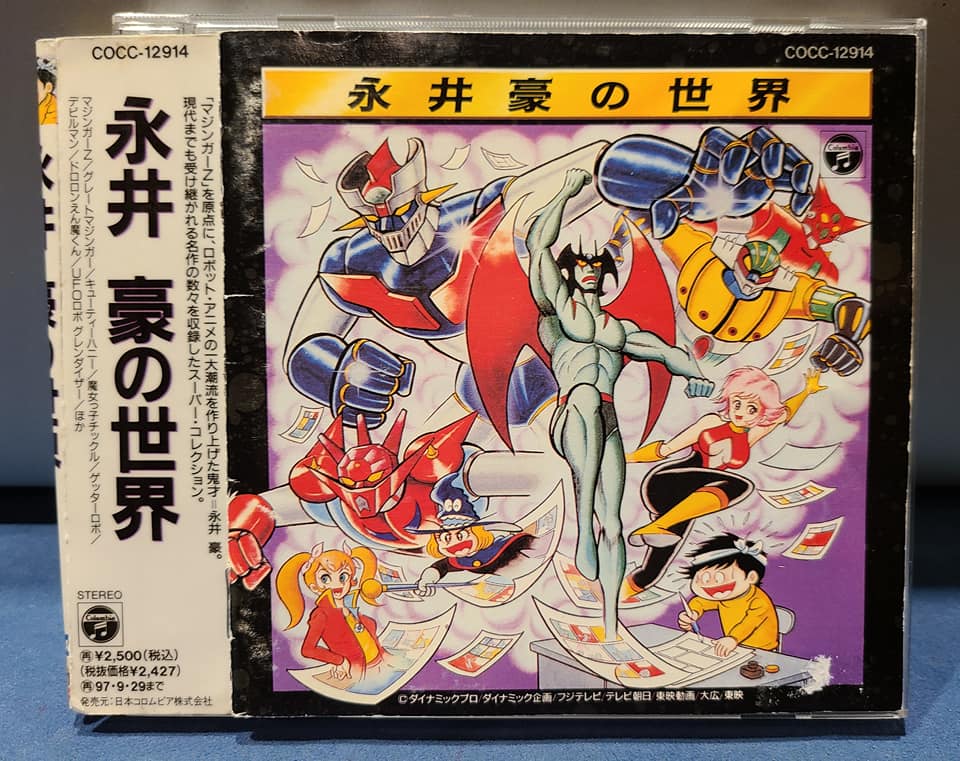 COCC-12914
永井 豪の世界
「マジンガーZ」を原点に、ロボット・アニメの一大潮流を作り上げた鬼才=永井 豪。
現代までも受け継がれる名作の数々を収録したスーパー・コレクション。
マジンガーZ/グレートマジンガー/キューティーハニー/魔女っ子チックル/ゲッターロボ/
デビルマン/ドロロンえん魔くん/UFOロボ グレンダイザー/ほか
STEREO
Columbia
再¥2,500(税込)
(税抜価格¥2,427)
再97・9・29まで
発売元:日本コロムビア株式会社
COCC-12914
永井豪の世界
Columbia
©ダイナミックプロ/ダイナミック企画/フジテレビ/テレビ朝日/東映動画/大広/東映